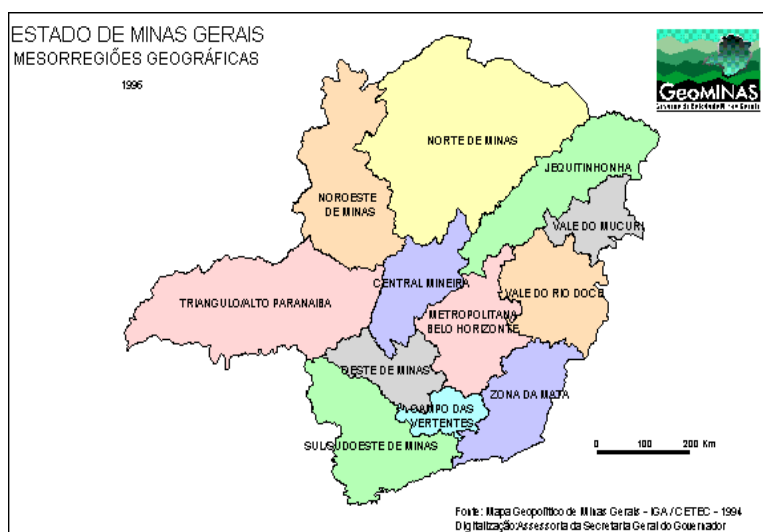 ESTADO DE MINAS GERAIS
MESORREGIÕES GEOGRÁFICAS
1996
GeoMINAS
NORTE DE MINAS
JEQUITINHONHA
NOROESTE
DE MINAS
VALE DO MUCURI
CENTRAL MINEIRA
VALE DO RIO DOCE
TRIANGULO/ALTO PARANAIBA
METROPOLITANA
BELO HORIZONTE
OESTE DE MINAS
ZONA DA MATA
CAMPO DAS
VERTENTES
SUL/SUDOESTE DE MINAS
0 100 200 Km
Fonte: Mapa Geopolítico de Minas Gerais - IGA / CETEC - 1994
Digitalização:Assessoria da Secretaria Geral do Governador